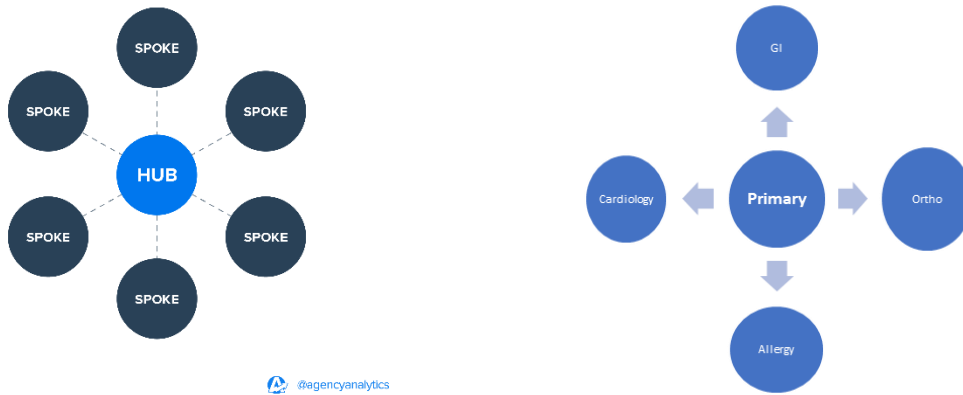 SPOKE
SPOKE
SPOKE
HUB
SPOKE
SPOKE
SPOKE
@agencyanalytics
GI
Cardiology
Primary
Ortho
Allergy